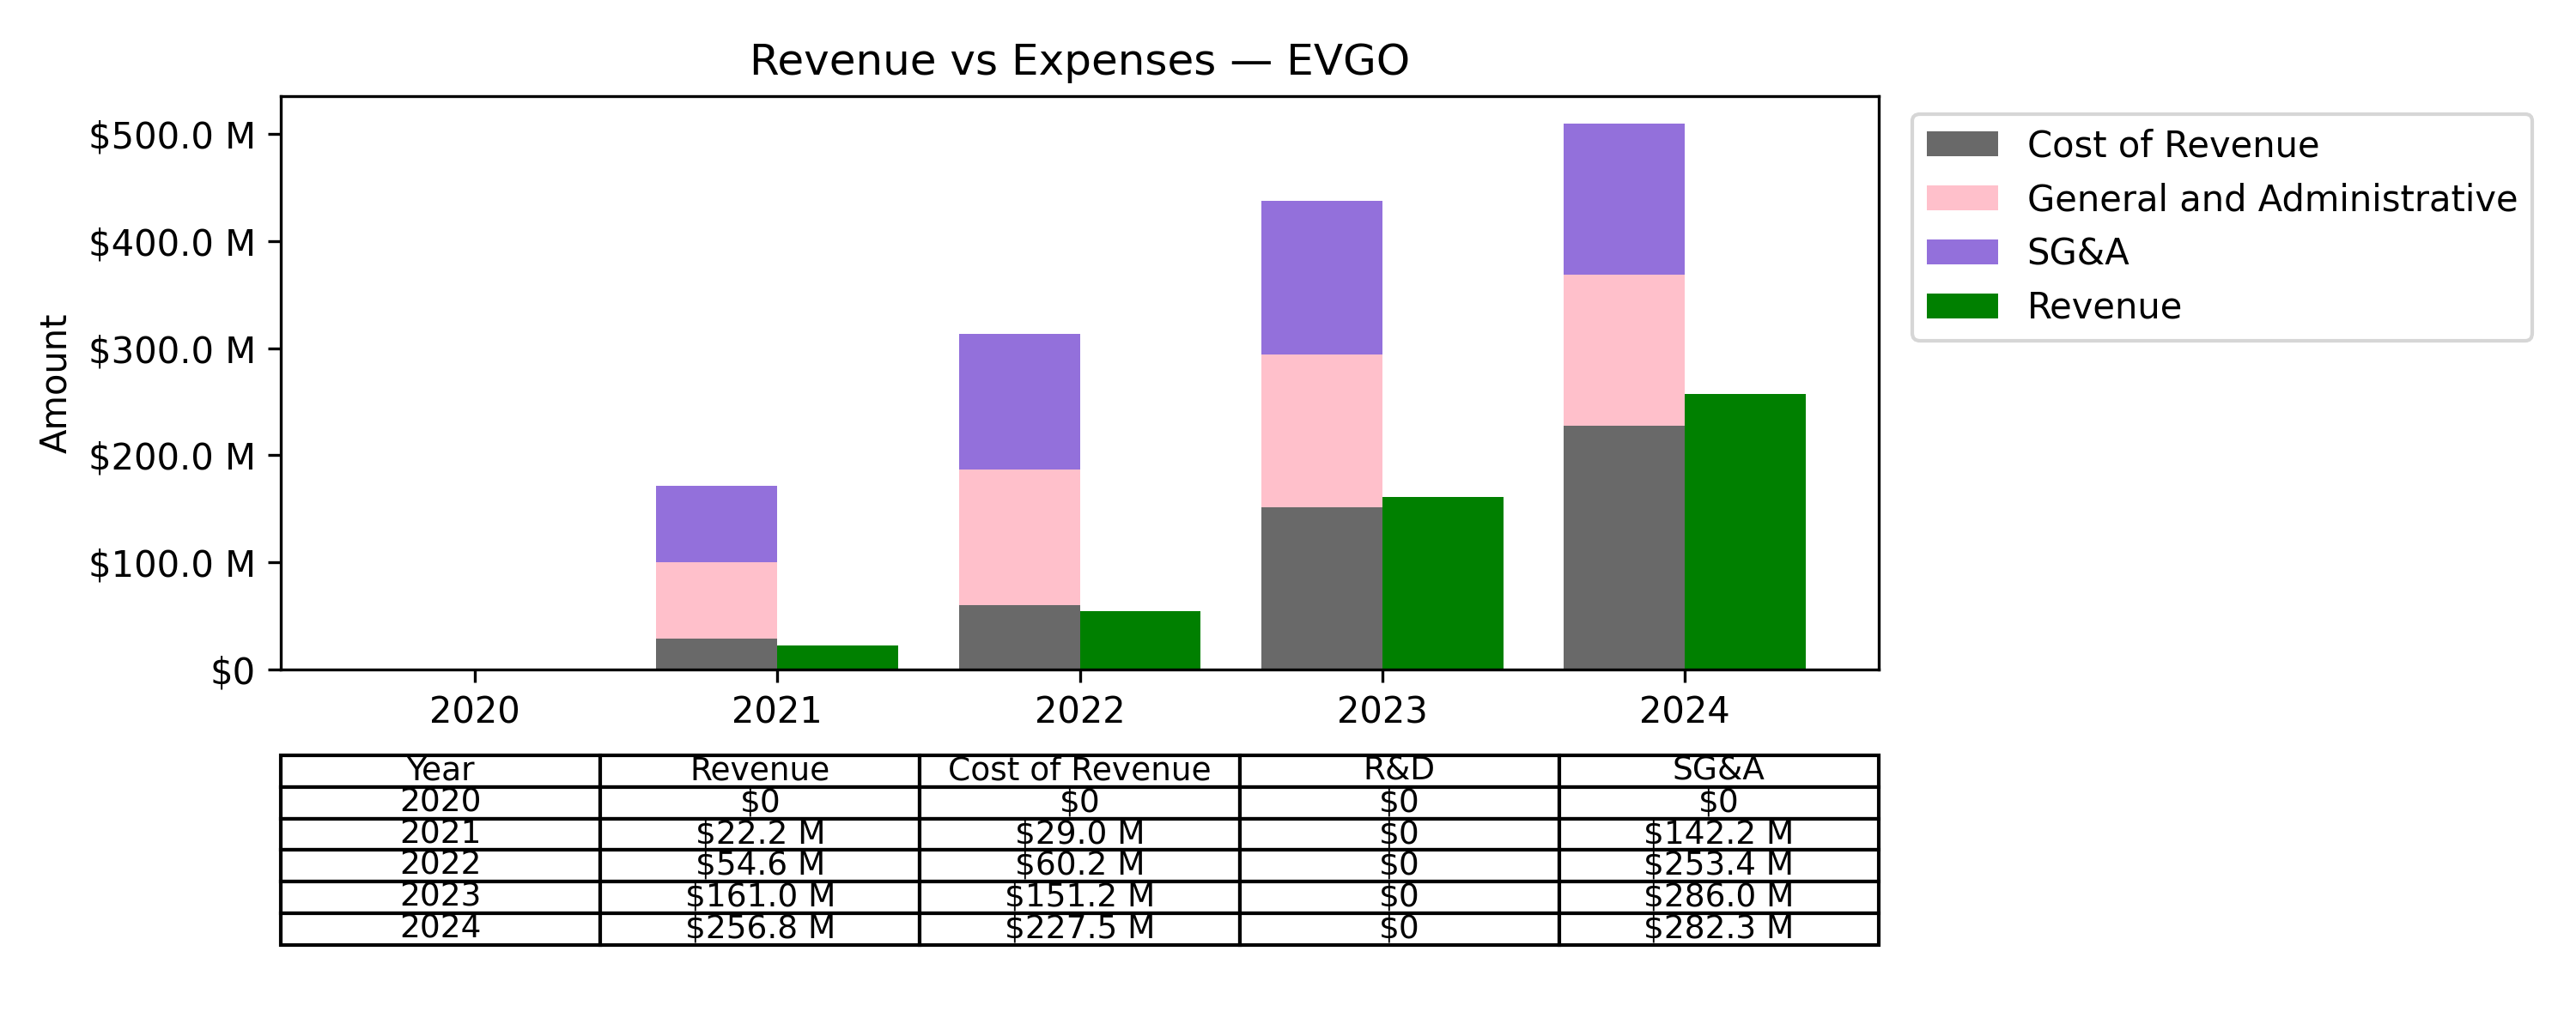 Revenue vs Expenses — EVGO
$500.0 M
$400.0 M
$300.0 M
$200.0 M
$100.0 M
$0
Amount
2020 2021 2022 2023 2024
Cost of Revenue
General and Administrative
SG&A
Revenue
Year Revenue Cost of Revenue R&D SG&A
2020 $0 $0 $0 $0
2021 $22.2 M $29.0 M $0 $142.2 M
2022 $54.6 M $60.2 M $0 $253.4 M
2023 $161.0 M $151.2 M $0 $286.0 M
2024 $256.8 M $227.5 M $0 $282.3 M